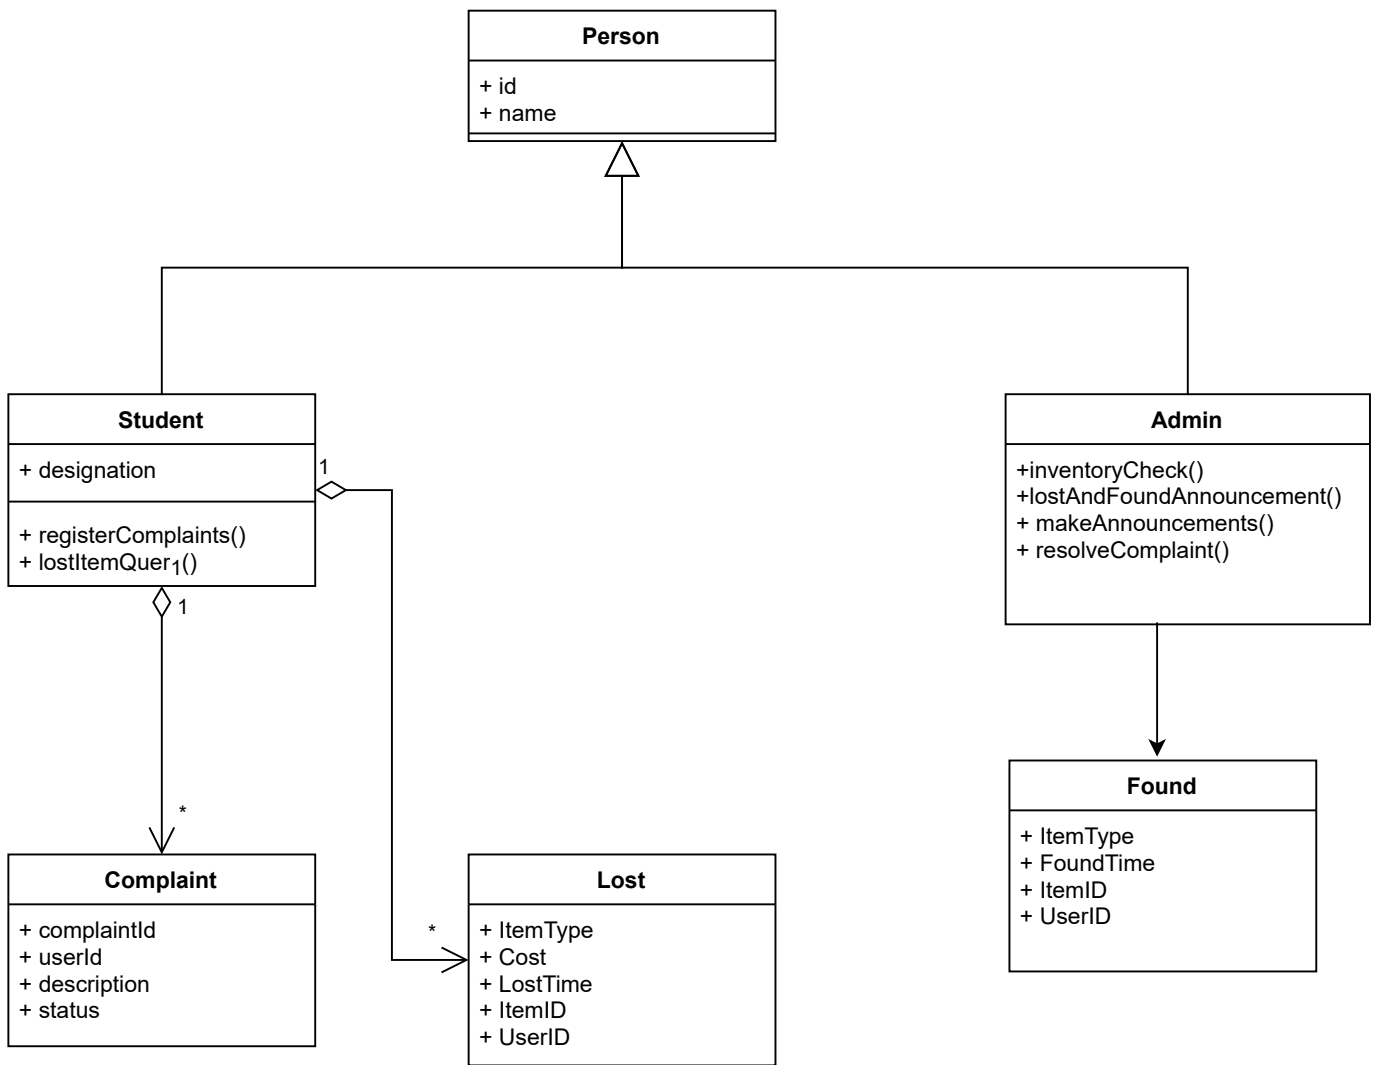 Person
+ id
+ name
Student
+ designation
+ registerComplaints()
+ lostItemQuer1()
1
1
*
*
Admin
+inventoryCheck()
+lostAndFoundAnnouncement()
+ makeAnnouncements()
+ resolveComplaint()
Complaint
+ complaintId
+ userId
+ description
+ status
Lost
+ ItemType
+ Cost
+ LostTime
+ ItemID
+ UserID
Found
+ ItemType
+ FoundTime
+ ItemID
+ UserID